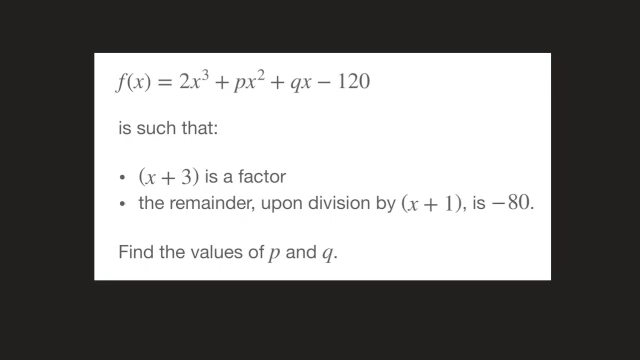 f(x) = 2x³ + px² + qx − 120
is such that:
• (x + 3) is a factor
• the remainder, upon division by (x + 1), is −80.
Find the values of p and q.